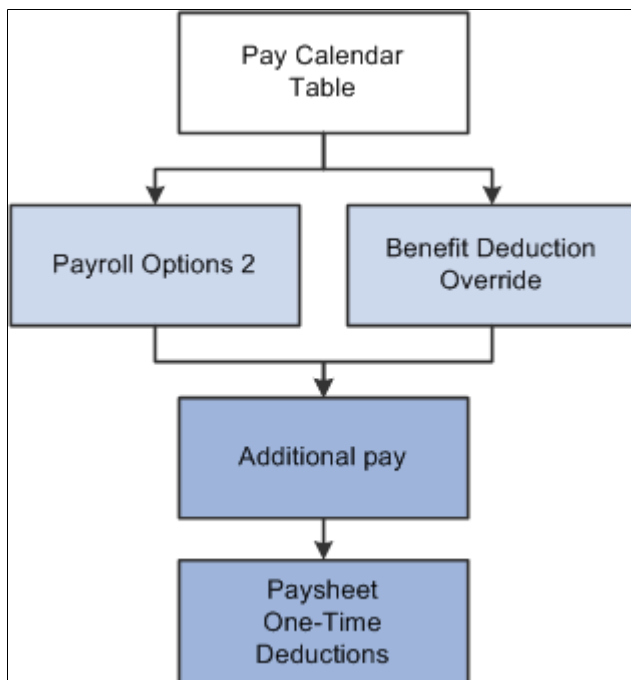 Pay Calendar
Table
Payroll Options 2
Benefit Deduction
Override
Additional pay
Paysheet
One-Time
Deductions